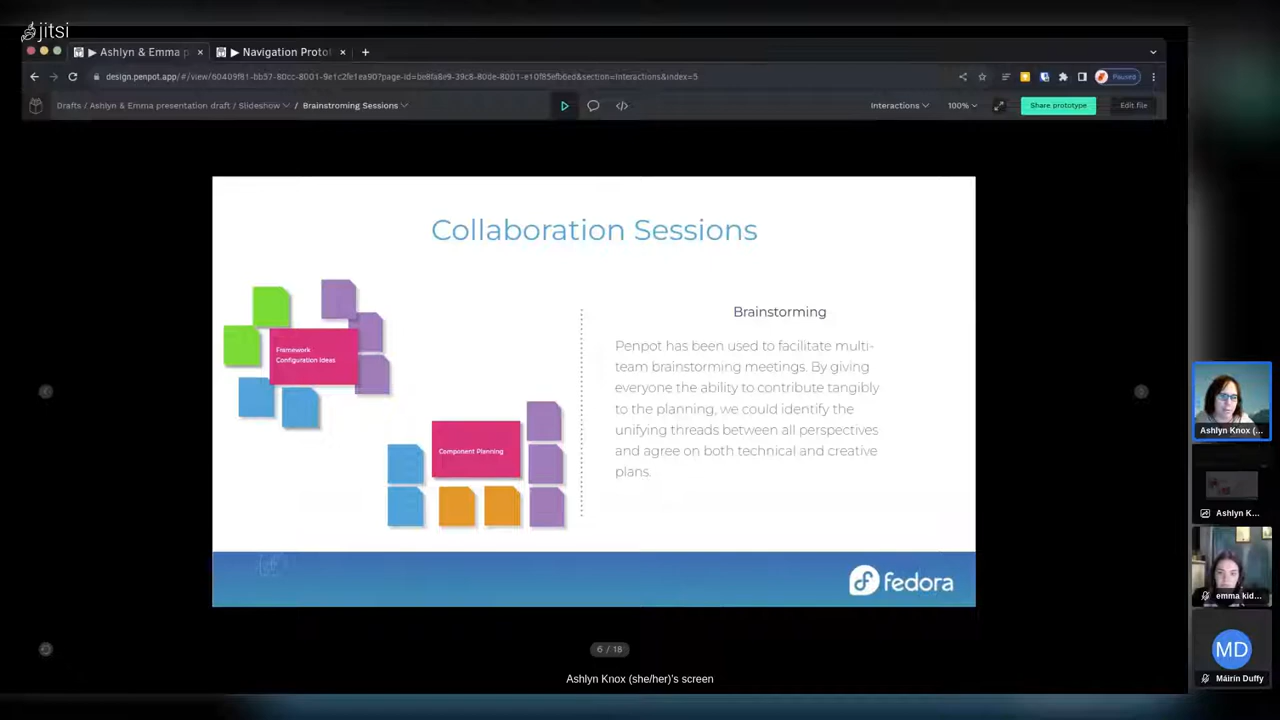 jitsi
▶ Ashlyn & Emma p
▶ Navigation Proto
design.penpot.app/#/view/60409f81-bb57-80cc-8001-9e1c2fe1ea90?page-id=be8fa8e9-39c8-80de-8001-e10f85efb6ed&section=interactions&index=5
Paused
Drafts / Ashlyn & Emma presentation draft / Slideshow / Brainstroming Sessions
Interactions
100%
Share prototype
Edit file
Collaboration Sessions
Framework
Configuration Ideas
Component Planning
Brainstorming
Penpot has been used to facilitate multi-
team brainstorming meetings. By giving
everyone the ability to contribute tangibly
to the planning, we could identify the
unifying threads between all perspectives
and agree on both technical and creative
plans.
fedora
6 / 18
Ashlyn Knox (she/her)'s screen
Ashlyn Knox (...
Ashlyn K...
emma kid...
MD
Máirín Duffy